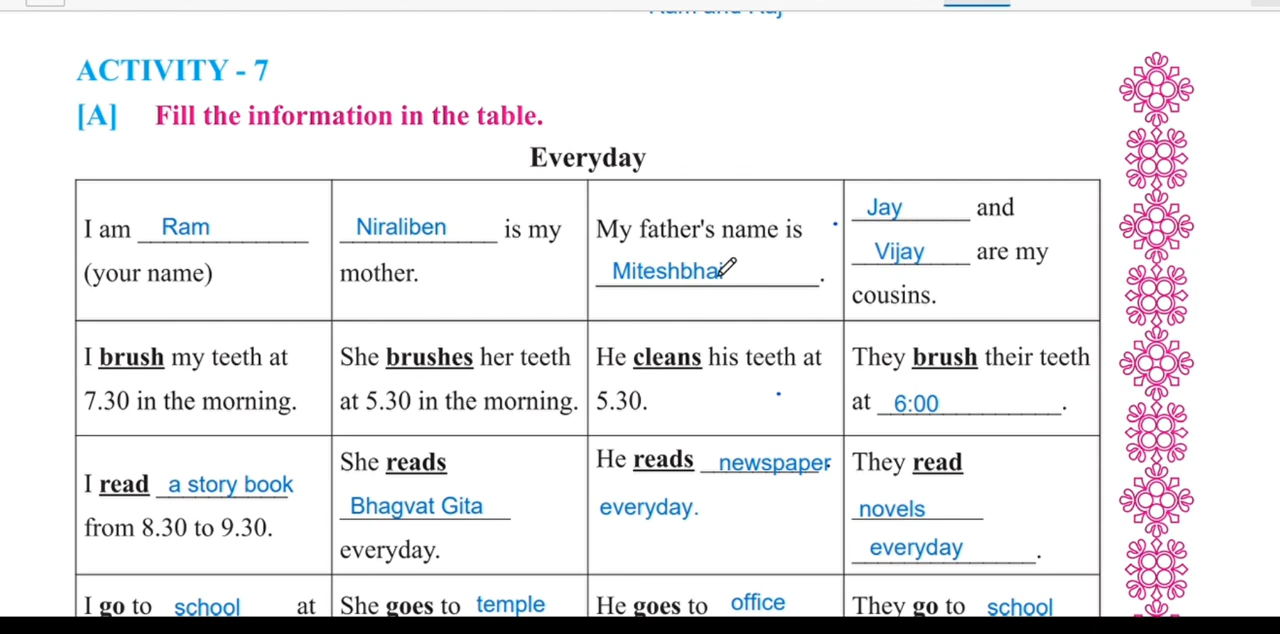 ACTIVITY - 7
[A] Fill the information in the table.
Everyday
I am Ram
(your name)
Niraliben is my
mother.
My father's name is
Miteshbhai.
Jay and
Vijay are my
cousins.
I brush my teeth at
7.30 in the morning.
She brushes her teeth
at 5.30 in the morning.
He cleans his teeth at
5.30.
They brush their teeth
at 6:00.
I read a story book
from 8.30 to 9.30.
She reads
Bhagvat Gita
everyday.
He reads newspaper
everyday.
They read
novels
everyday.
I go to school at
She goes to temple
He goes to office
They go to school